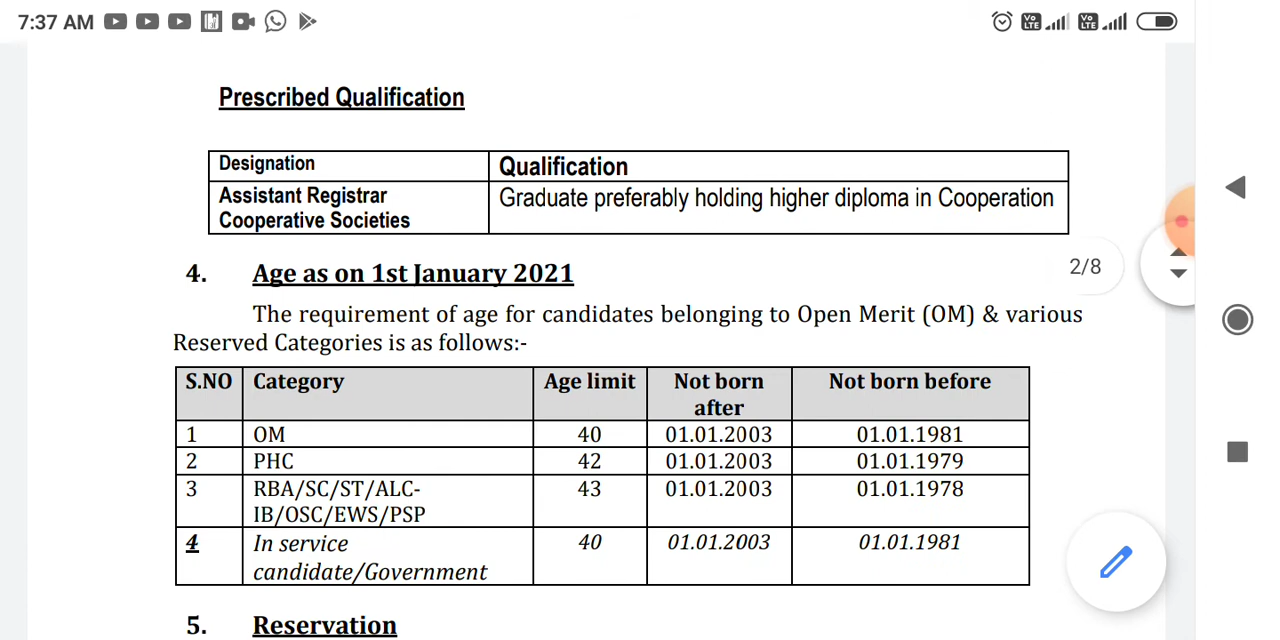 7:37 AM
Prescribed Qualification
Designation Qualification
Assistant Registrar Graduate preferably holding higher diploma in Cooperation
Cooperative Societies
4. Age as on 1st January 2021
2/8
The requirement of age for candidates belonging to Open Merit (OM) & various
Reserved Categories is as follows:-
S.NO Category Age limit Not born Not born before
after
1 OM 40 01.01.2003 01.01.1981
2 PHC 42 01.01.2003 01.01.1979
3 RBA/SC/ST/ALC- 43 01.01.2003 01.01.1978
IB/OSC/EWS/PSP
4 In service 40 01.01.2003 01.01.1981
candidate/Government
5. Reservation